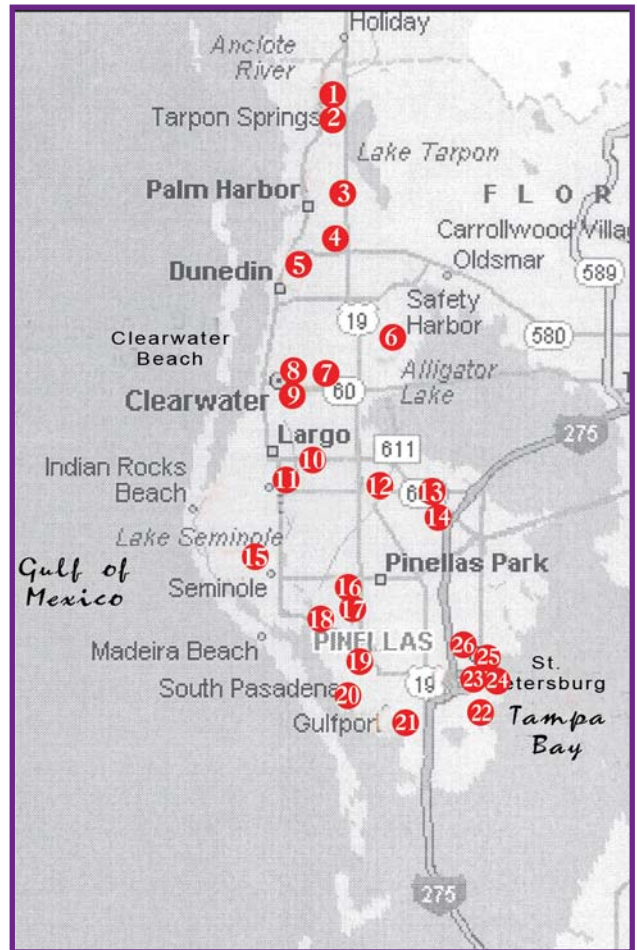 Holiday
Anclote
River
1
Tarpon Springs
2
Lake Tarpon
Palm Harbor
3
F L O R
4
Carrollwood Villag
5
Oldsmar
Dunedin
589
Safety
Harbor
19
6
580
Clearwater
Beach
8
7
Alligator
Lake
Clearwater
9
60
275
Largo
10
611
Indian Rocks
Beach
11
12
13
14
Lake Seminole
15
Gulf of
Mexico
Seminole
Pinellas Park
16
17
18
PINELLAS
Madeira Beach
26
25
19
St.
etersburg
South Pasadena
20
19
23
24
Gulfport
21
22
Tampa
Bay
275